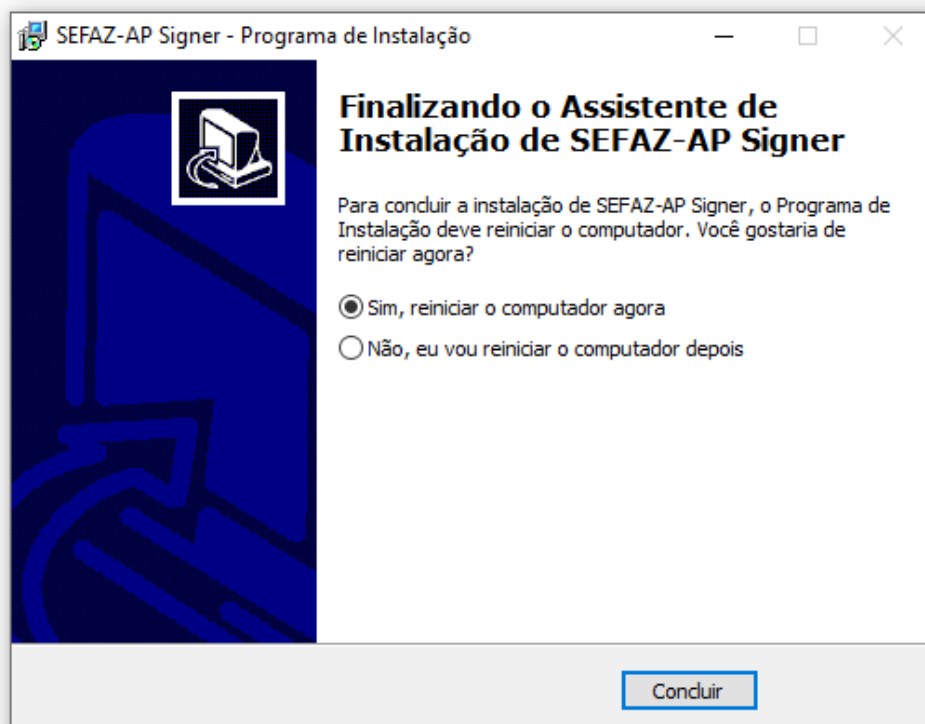 SEFAZ-AP Signer - Programa de Instalação
Finalizando o Assistente de
Instalação de SEFAZ-AP Signer
Para concluir a instalação de SEFAZ-AP Signer, o Programa de
Instalação deve reiniciar o computador. Você gostaria de
reiniciar agora?
Sim, reiniciar o computador agora
Não, eu vou reiniciar o computador depois
Concluir